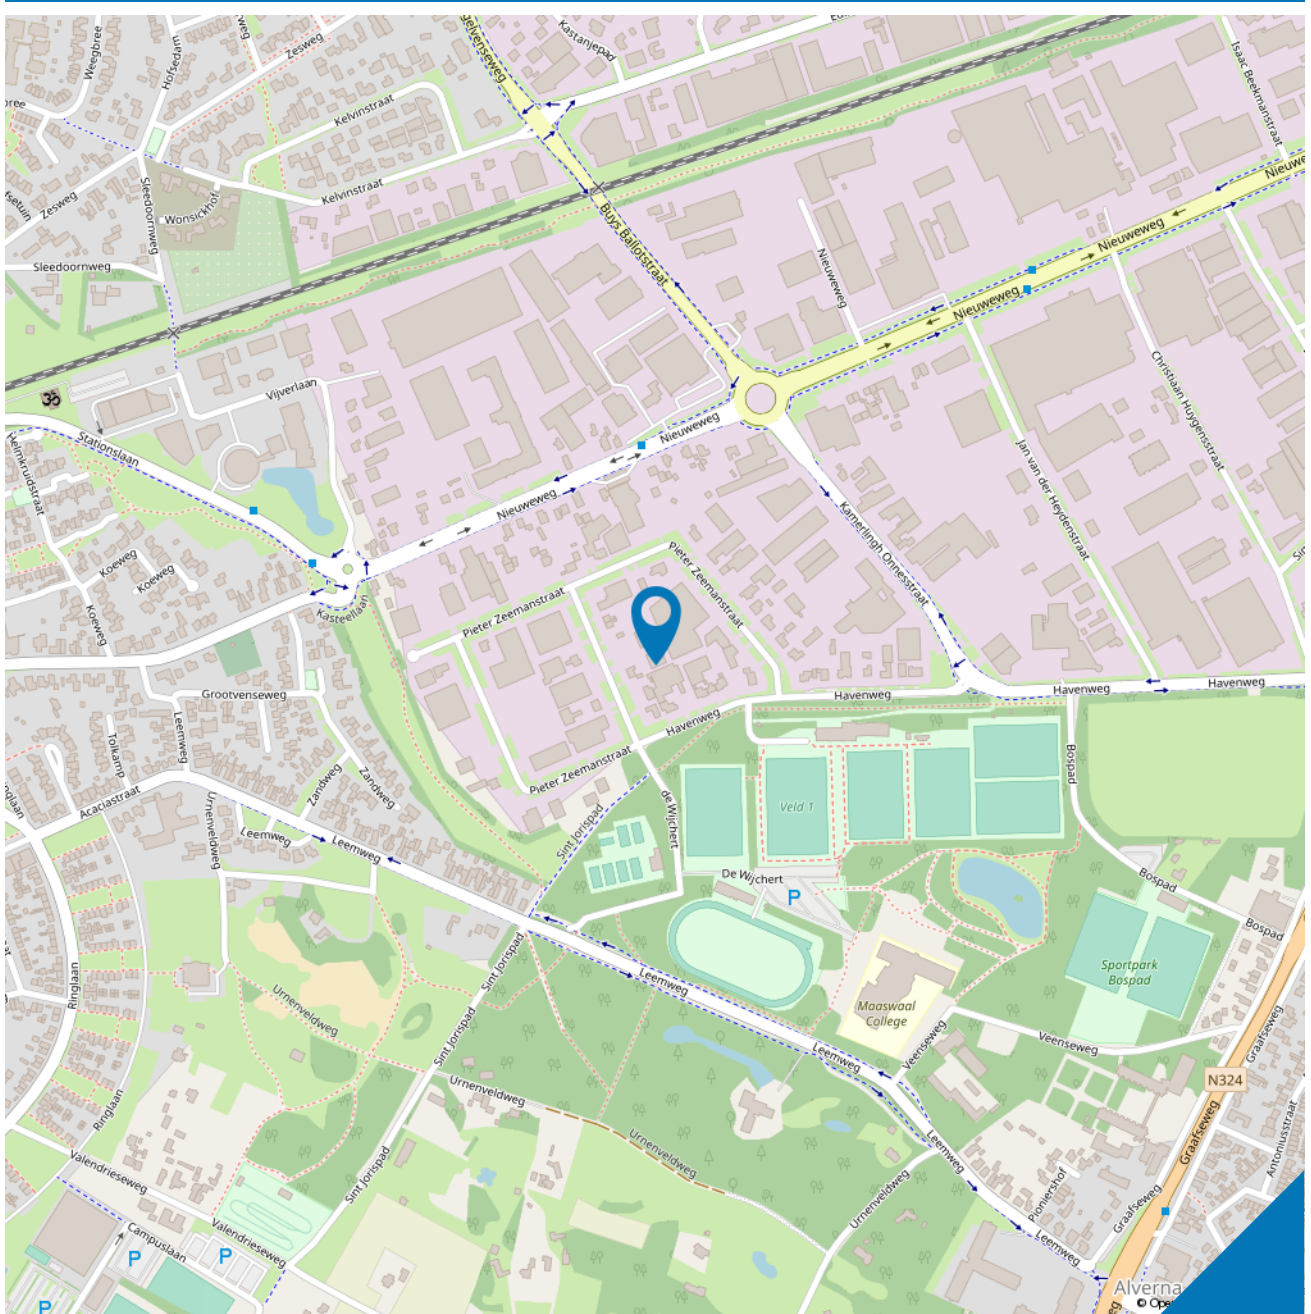 Weegbree
Hofsedam
Zesweg
Kastanjepad
Isaac Beekmanstraat
Kelvinstraat
Kelvinstraat
Zesweg
Sleedoornweg
Wonsickhof
Sleedoornweg
Buys Ballotstraat
Nieuweweg
Nieuweweg
Nieuweweg
Vijverlaan
Christiaan Huygensstraat
Stationslaan
Heimkruidstraat
Nieuweweg
Jan van der Heydenstraat
Nieuweweg
Kamerlingh Onnesstraat
Koeweg
Koeweg
Koeweg
Kasteellaan
Pieter Zeemanstraat
Pieter Zeemanstraat
Grootvenseweg
Havenweg
Havenweg
Havenweg
Havenweg
Leemweg
Tolkamp
Pieter Zeemanstraat
Bospad
Zandweg
Zandweg
Acaciastraat
Urnenveldweg
Leemweg
Leemweg
Sint Jorispad
de Wijchert
Veld 1
De Wijchert
P
Bospad
Bospad
Ringlaan
Sint Jorispad
Leemweg
Sportpark
Bospad
Maaswaal
College
Urnenveldweg
Sint Jorispad
Veenseweg
Veenseweg
Graafseweg
Leemweg
N324
Urnenveldweg
Ringlaan
Urnenveldweg
Leemweg
Graafseweg
Antoniusstraat
Valendrieseweg
Sint Jorispad
Urnenveldweg
Pioniershof
Graafseweg
Valendrieseweg
Campuslaan
P
P
P
Leemweg
Alverna